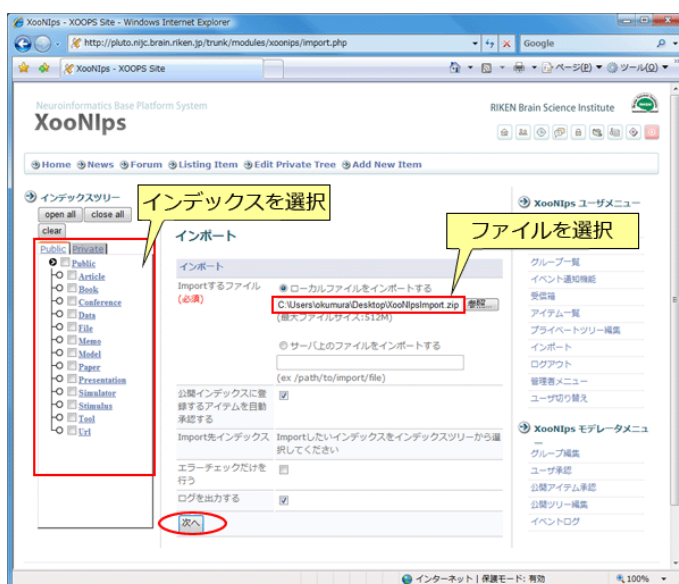 XooNIps - XOOPS Site - Windows Internet Explorer
http://pluto.nijc.brain.riken.jp/trunk/modules/xoonips/import.php
Google
XooNIps - XOOPS Site
ページ(P)
ツール(O)
Neuroinformatics Base Platform System
XooNIps
RIKEN Brain Science Institute
Home News Forum Listing Item Edit Private Tree Add New Item
インデックスツリー
open all close all
clear
Public Private
Public
Article
Book
Conference
Data
File
Memo
Model
Paper
Presentation
Simulator
Stimulus
Tool
Url
インデックスを選択
ファイルを選択
インポート
インポート
Importするファイル
(必須)
ローカルファイルをインポートする
C:\Users\okumura\Desktop\XooNIpsImport.zip 参照...
(最大ファイルサイズ:512M)
サーバ上のファイルをインポートする
(ex /path/to/import/file)
公開インデックスに登
録するアイテムを自動
承認する
Import先インデックス
Importしたいインデックスをインデックスツリーから選
択してください
エラーチェックだけを
行う
ログを出力する
次へ
XooNIps ユーザメニュー
グループ一覧
イベント通知機能
受信箱
アイテム一覧
プライベートツリー編集
インポート
ログアウト
管理者メニュー
ユーザ切り替え
XooNIps モデレータメニュ
ー
グループ編集
ユーザ承認
公開アイテム承認
公開ツリー編集
イベントログ
インターネット | 保護モード: 有効
100%